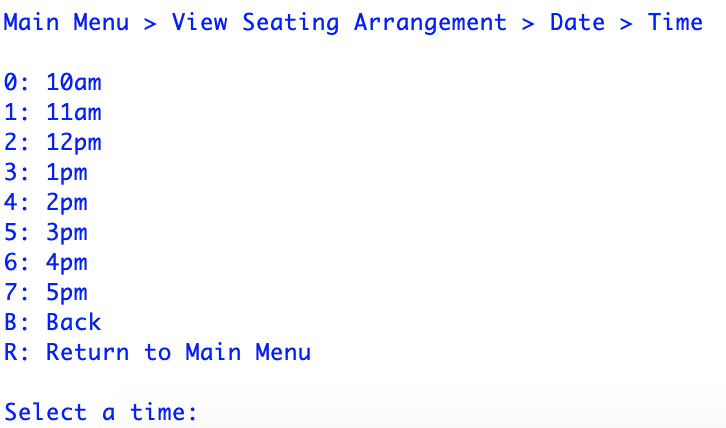 Main Menu > View Seating Arrangement > Date > Time
0: 10am
1: 11am
2: 12pm
3: 1pm
4: 2pm
5: 3pm
6: 4pm
7: 5pm
B: Back
R: Return to Main Menu
Select a time: